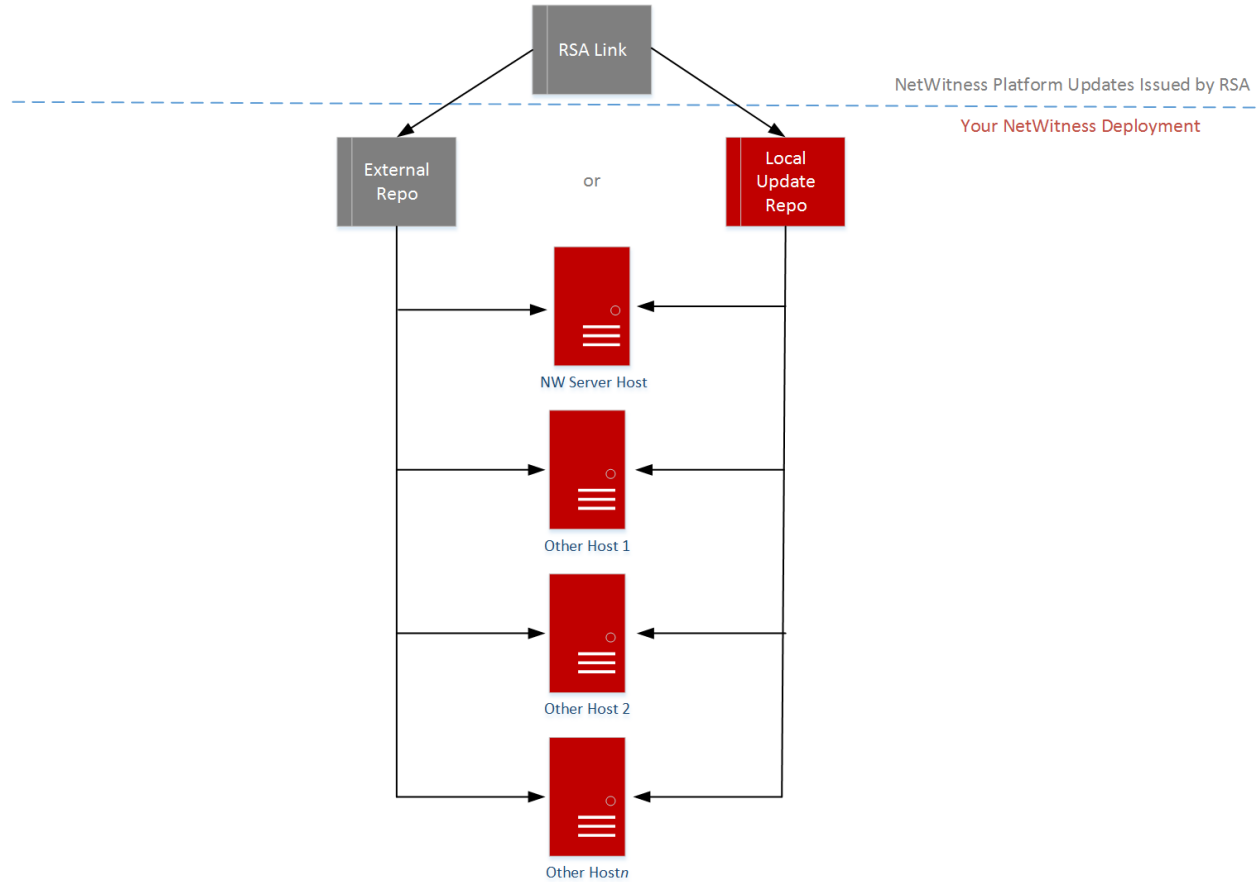 RSA Link
NetWitness Platform Updates Issued by RSA
Your NetWitness Deployment
External
Repo
or
Local
Update
Repo
NW Server Host
Other Host 1
Other Host 2
Other Hostn